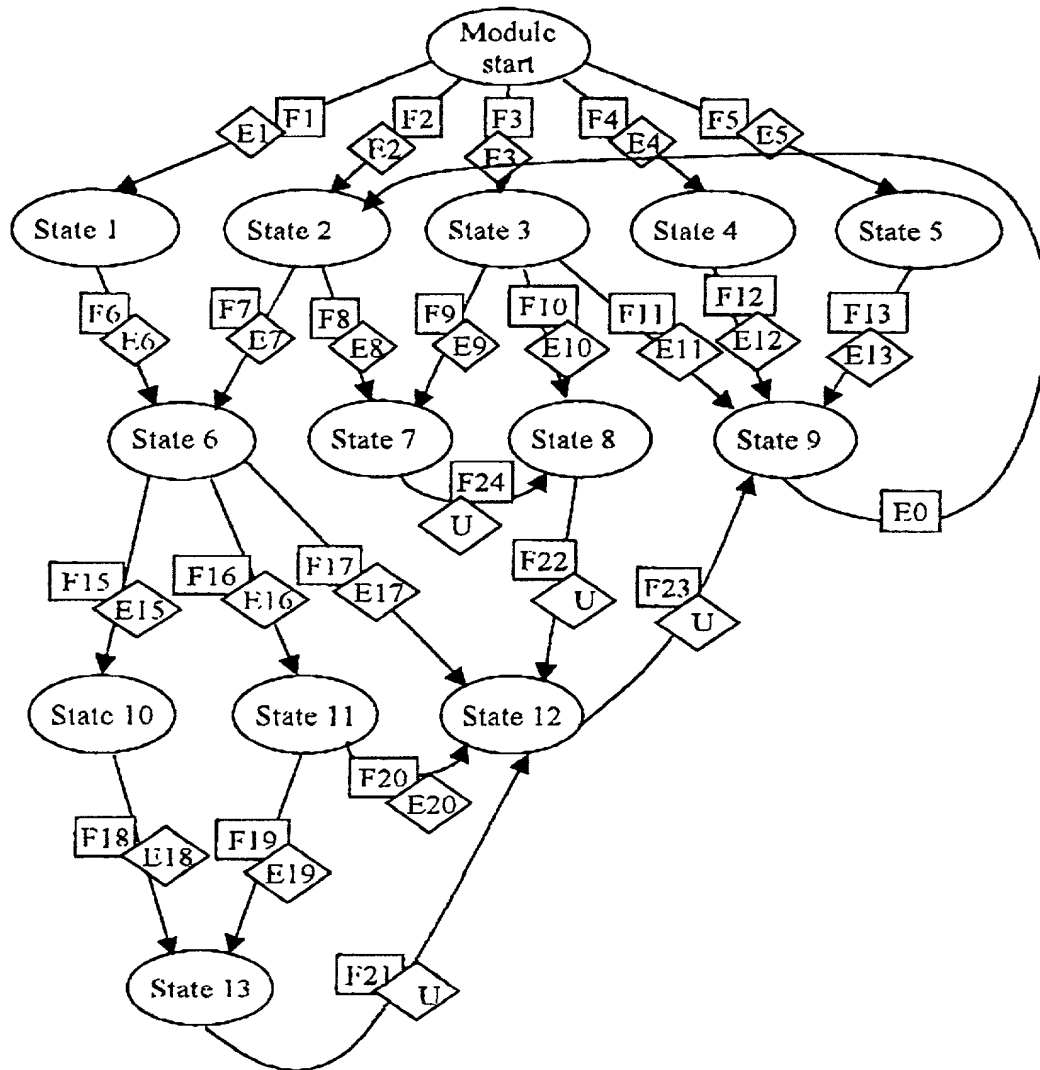 Module
start
F1
F2
F3
F4
F5
E1
E2
E3
E4
E5
State 1
State 2
State 3
State 4
State 5
F6
F7
F8
F9
F10
F11
F12
F13
E6
E7
E8
E9
E10
E11
E12
E13
State 6
State 7
State 8
State 9
F24
U
E0
F15
F16
F17
F22
F23
E15
E16
E17
U
U
State 10
State 11
State 12
F20
E20
F18
F19
E18
E19
State 13
F21
U